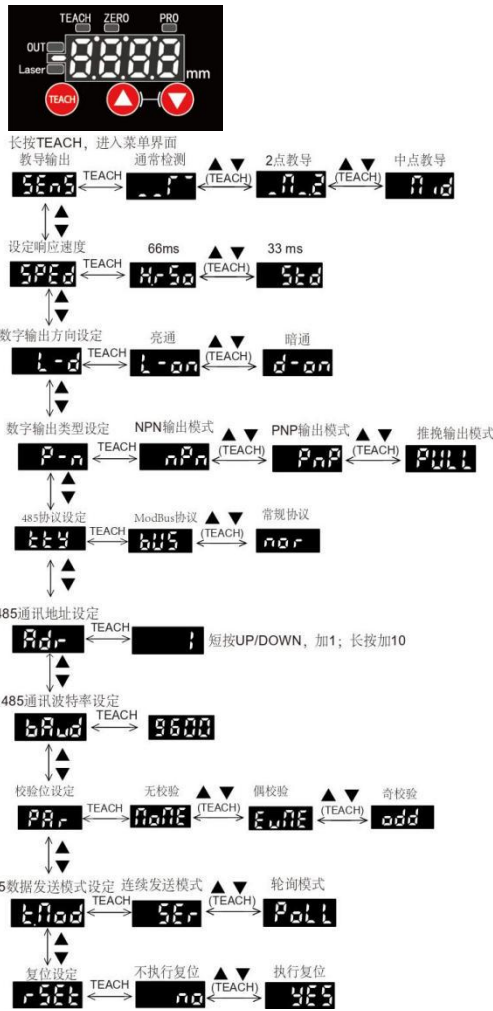 TEACH ZERO PRO
OUT
8.8.8.8
Laser
mm
TEACH
长按TEACH，进入菜单界面
教导输出 通常检测 2点教导 中点教导
SEnS TEACH (TEACH) (TEACH) n id
设定响应速度 66ms 33 ms
SPEd TEACH HrSo (TEACH) Std
数字输出方向设定 亮通 暗通
L-d TEACH L-on (TEACH) d-on
数字输出类型设定 NPN输出模式 PNP输出模式 推挽输出模式
P-n TEACH nPn (TEACH) PnP (TEACH) PULL
485协议设定 ModBus协议 常规协议
ttY TEACH bUS (TEACH) nor
485通讯地址设定
Adr TEACH 1 短按UP/DOWN，加1；长按加10
485通讯波特率设定
bAud TEACH 9600
校验位设定 无校验 偶校验 奇校验
PAr TEACH nonE (TEACH) EvnE (TEACH) odd
5数据发送模式设定 连续发送模式 轮询模式
t.nod TEACH SEr (TEACH) PoLL
复位设定 不执行复位 执行复位
rSEt TEACH no (TEACH) YES